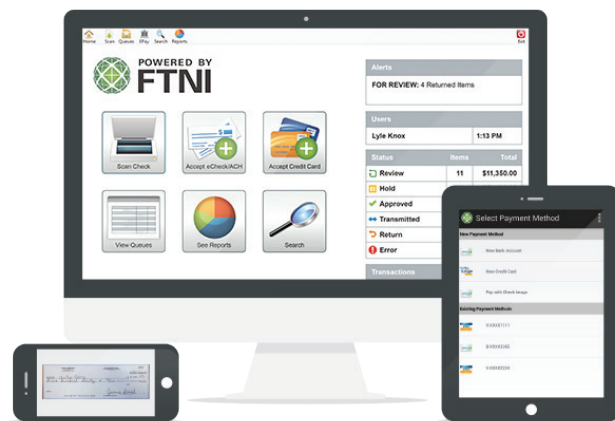 Home Scan Queues EPay Search Reports
Exit
POWERED BY
FTNI
Scan Check
Accept eCheck/ACH
Accept Credit Card
View Queues
See Reports
Search
Alerts
FOR REVIEW: 4 Returned Items
Users
Lyle Knox 1:13 PM
Status Items Total
Review 11 $11,350.00
Hold
Approved
Transmitted
Return
Error
Transactions
Select Payment Method
New Payment Method
New Bank Account
New Credit Card
Pay with Check Image
Existing Payment Methods